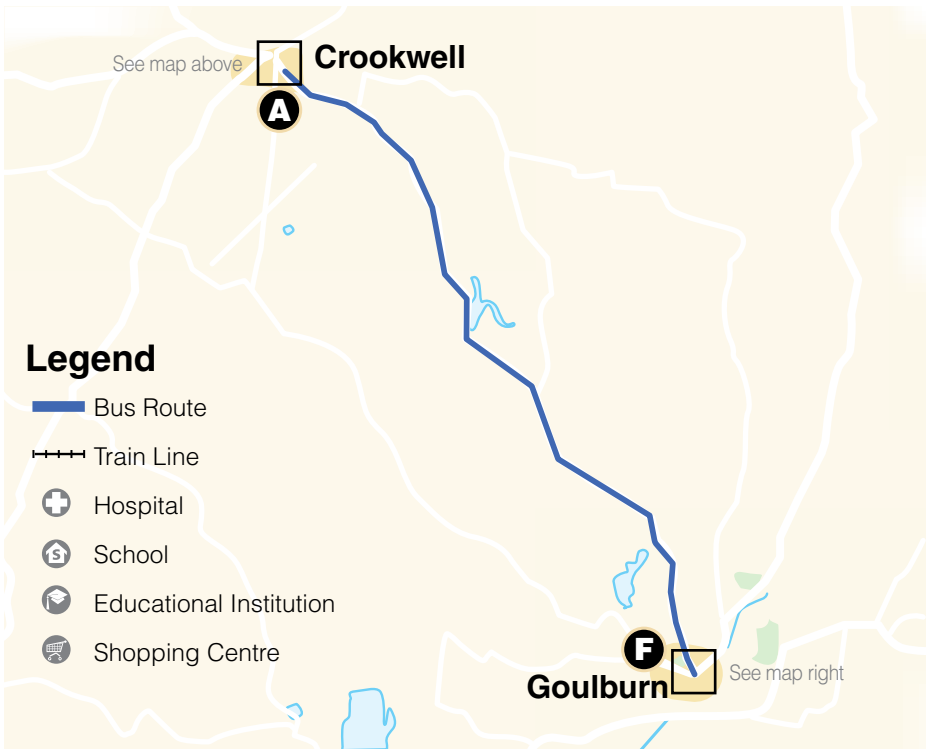 Crookwell
See map above
A
Legend
Bus Route
Train Line
Hospital
S
School
Educational Institution
Shopping Centre
F
Goulburn
See map right